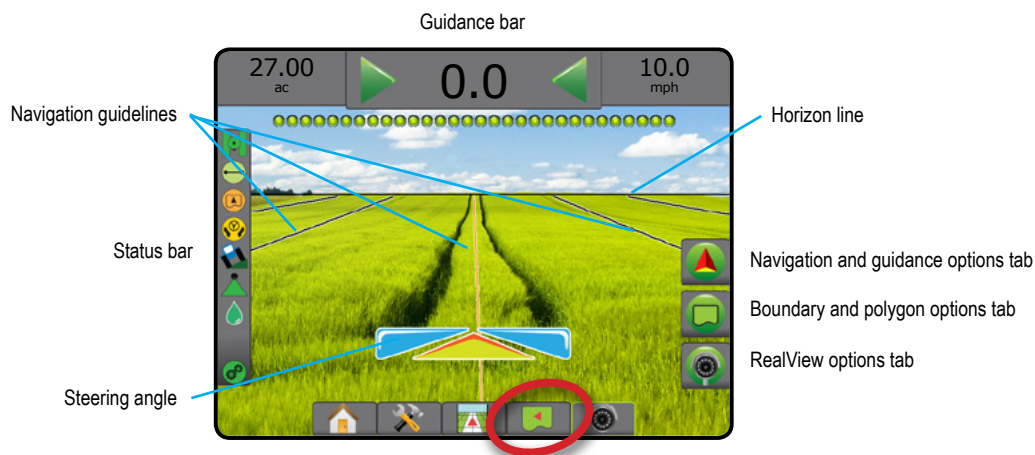 Guidance bar
27.00
ac
0.0
10.0
mph
Navigation guidelines
Horizon line
Status bar
Navigation and guidance options tab
Boundary and polygon options tab
RealView options tab
Steering angle